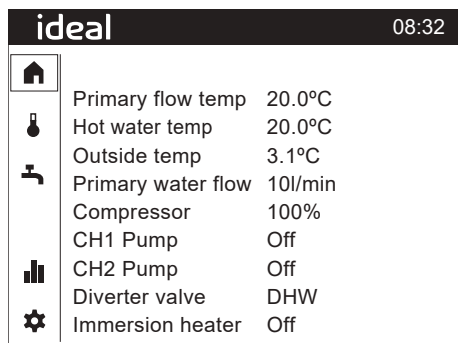 ideal 08:32
Primary flow temp 20.0ºC
Hot water temp 20.0ºC
Outside temp 3.1ºC
Primary water flow 10l/min
Compressor 100%
CH1 Pump Off
CH2 Pump Off
Diverter valve DHW
Immersion heater Off